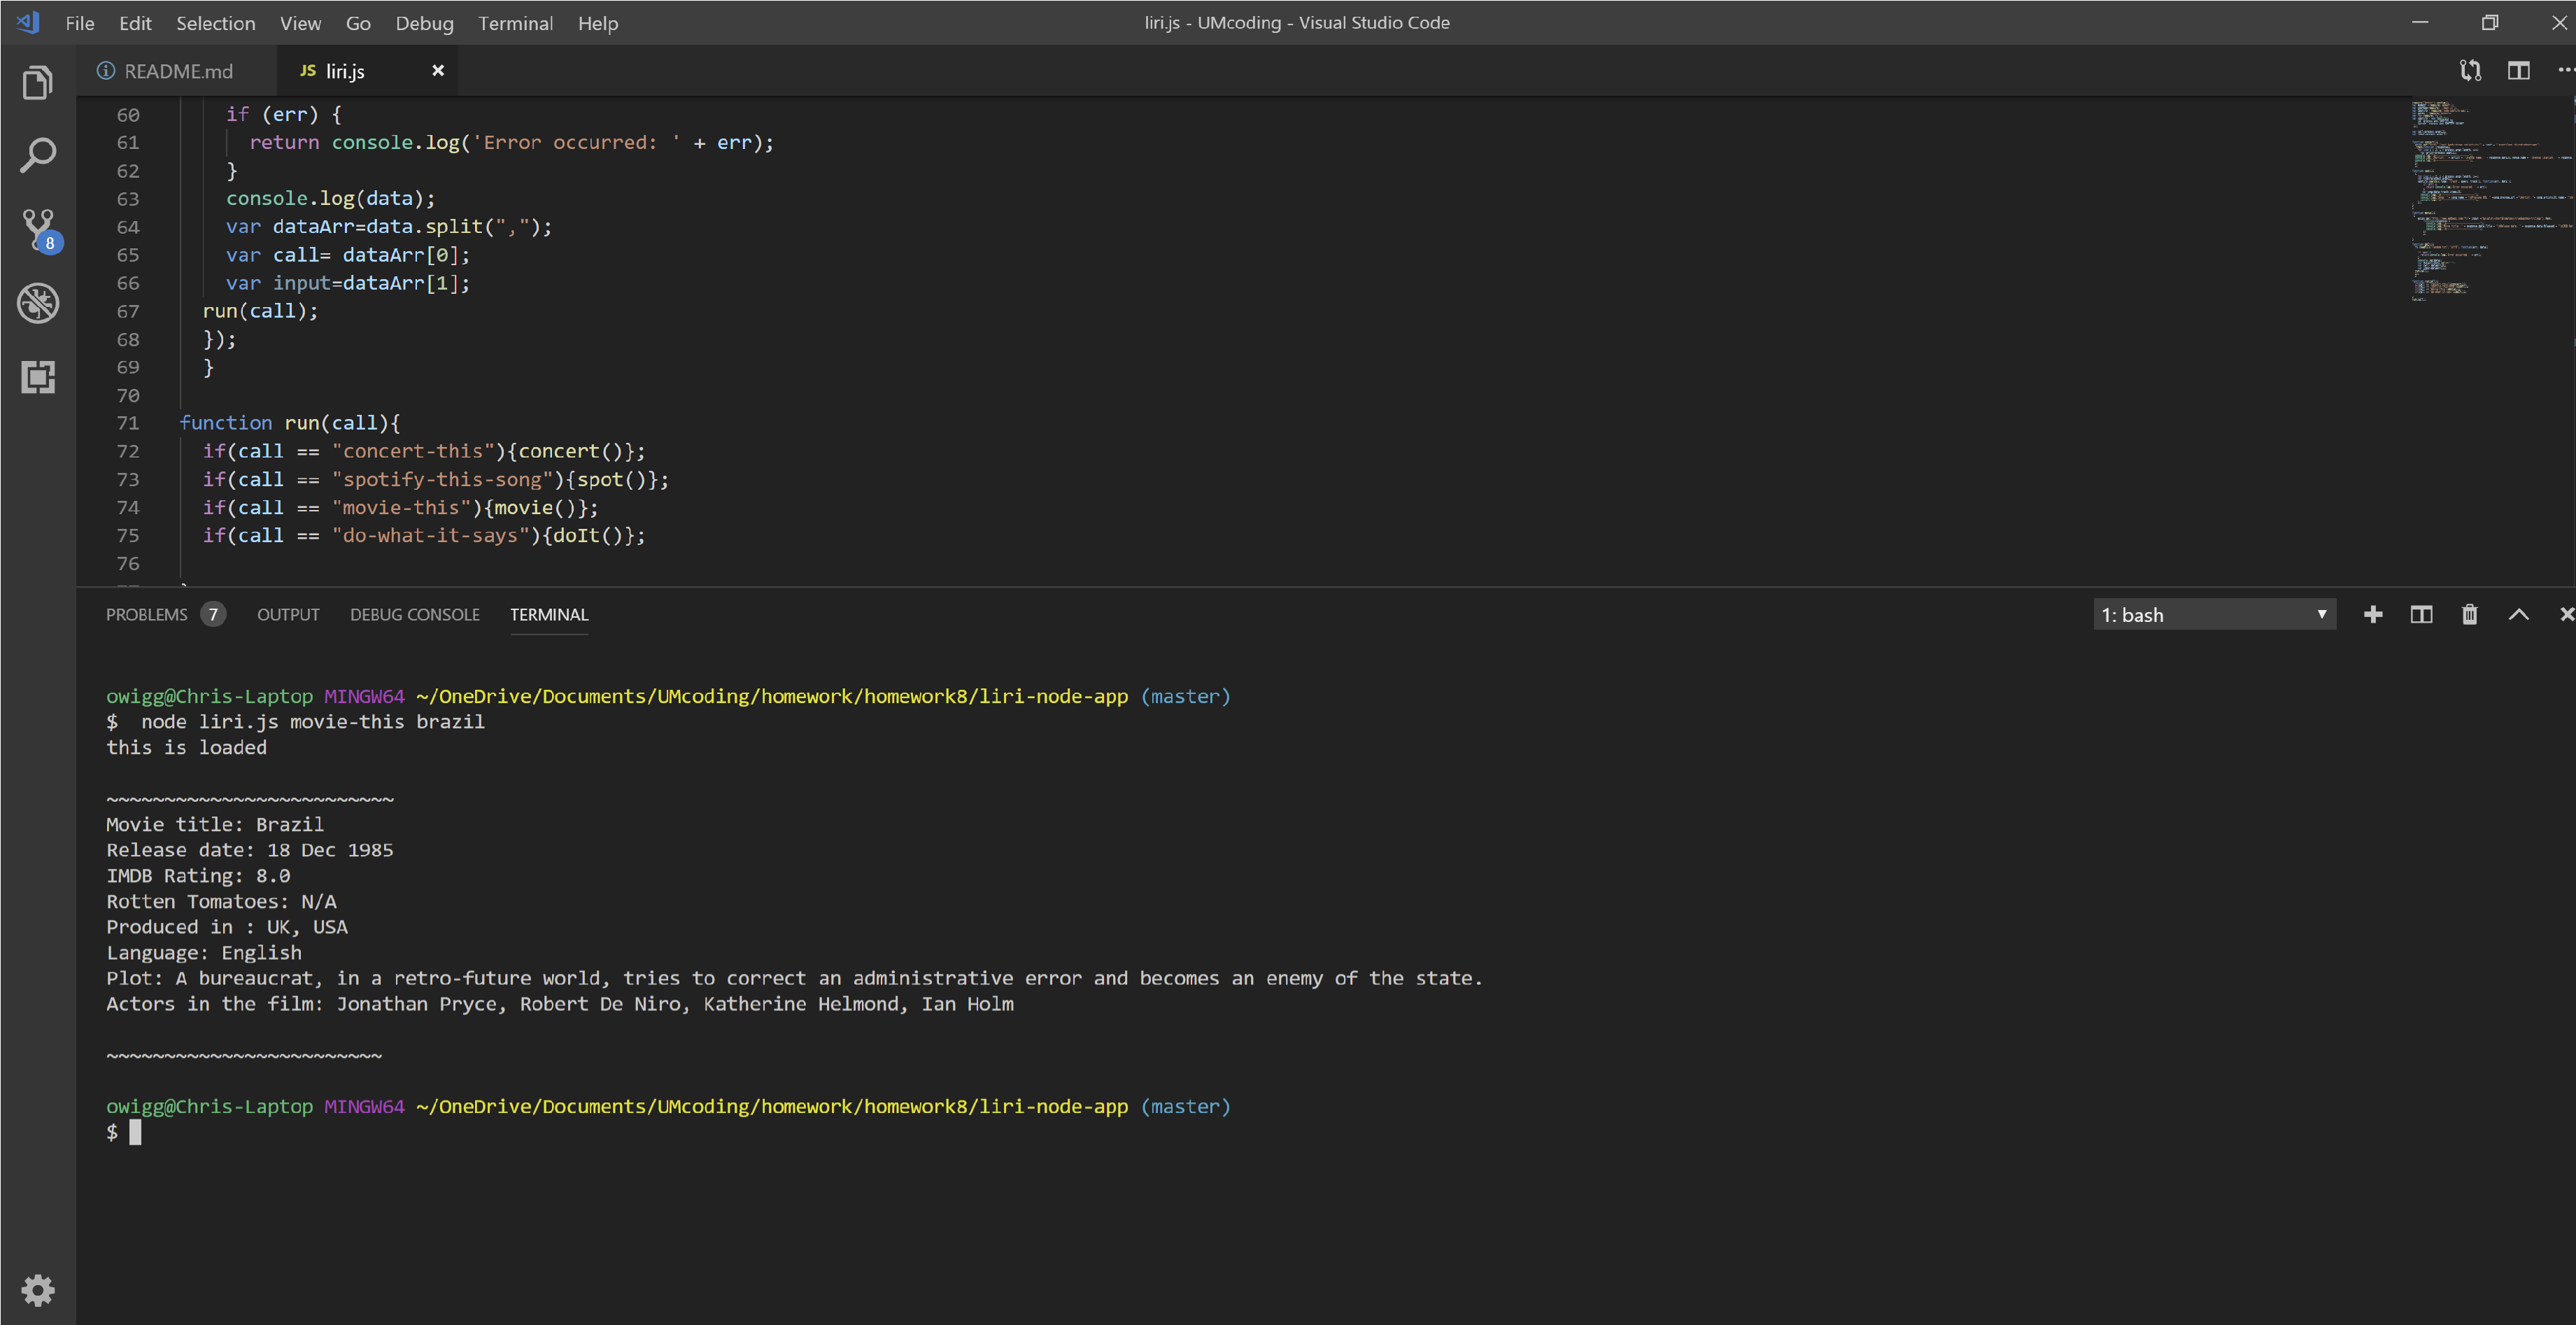 File Edit Selection View Go Debug Terminal Help liri.js - UMcoding - Visual Studio Code
README.md JS liri.js
60 if (err) {
61 return console.log('Error occurred: ' + err);
62 }
63 console.log(data);
64 var dataArr=data.split(",");
65 var call= dataArr[0];
66 var input=dataArr[1];
67 run(call);
68 });
69 }
70
71 function run(call){
72 if(call == "concert-this"){concert()};
73 if(call == "spotify-this-song"){spot()};
74 if(call == "movie-this"){movie()};
75 if(call == "do-what-it-says"){doIt()};
76
8
PROBLEMS 7 OUTPUT DEBUG CONSOLE TERMINAL 1: bash
owigg@Chris-Laptop MINGW64 ~/OneDrive/Documents/UMcoding/homework/homework8/liri-node-app (master)
$ node liri.js movie-this brazil
this is loaded
~~~~~~~~~~~~~~~~~~~~~~~~~
Movie title: Brazil
Release date: 18 Dec 1985
IMDB Rating: 8.0
Rotten Tomatoes: N/A
Produced in : UK, USA
Language: English
Plot: A bureaucrat, in a retro-future world, tries to correct an administrative error and becomes an enemy of the state.
Actors in the film: Jonathan Pryce, Robert De Niro, Katherine Helmond, Ian Holm
~~~~~~~~~~~~~~~~~~~~~~~~
owigg@Chris-Laptop MINGW64 ~/OneDrive/Documents/UMcoding/homework/homework8/liri-node-app (master)
$